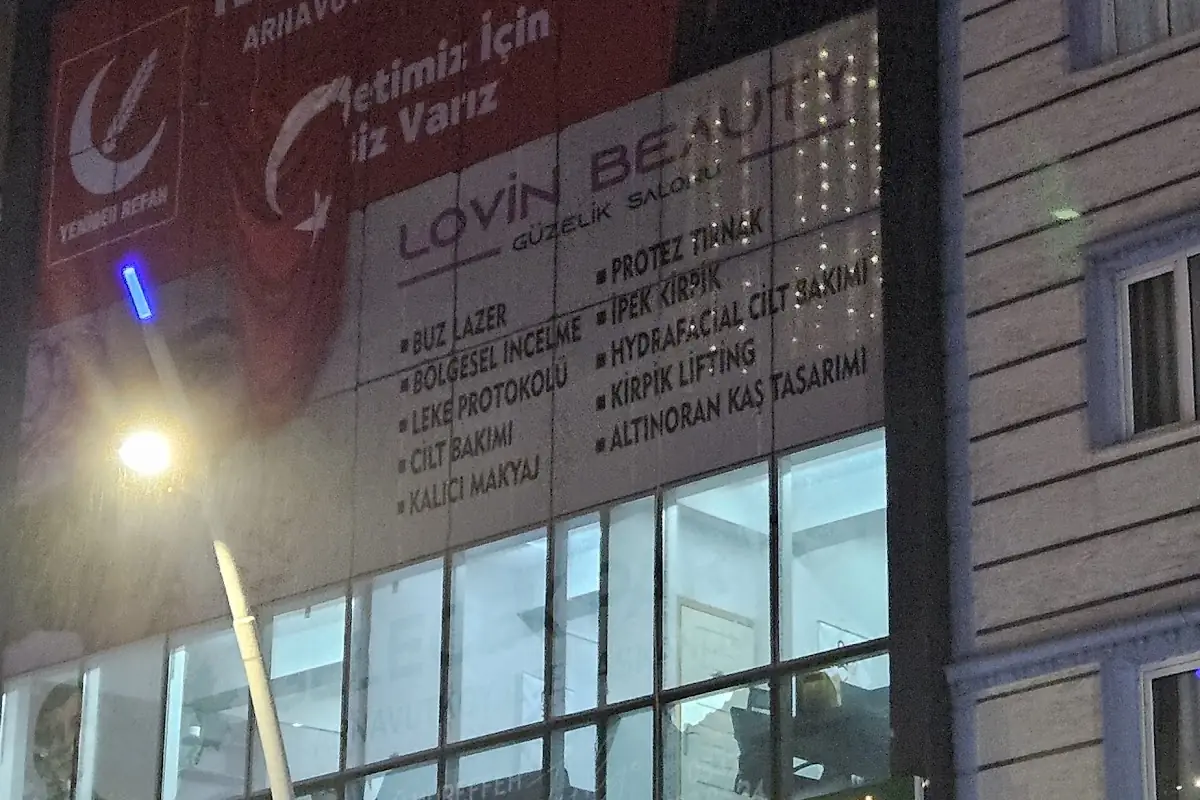 ARNAVUT
YENİDEN REFAH
etimiz İçin
iz Varız
LOVİN BEAUTY
GÜZELİK SALONU
▪ BUZ LAZER
▪ BÖLGESEL İNCELME
▪ LEKE PROTOKOLÜ
▪ CİLT BAKIMI
▪ KALICI MAKYAJ
▪ PROTEZ TIRNAK
▪ İPEK KİRPİK
▪ HYDRAFACIAL CİLT BAKIMI
▪ KİRPİK LİFTİNG
▪ ALTINORAN KAŞ TASARIMI